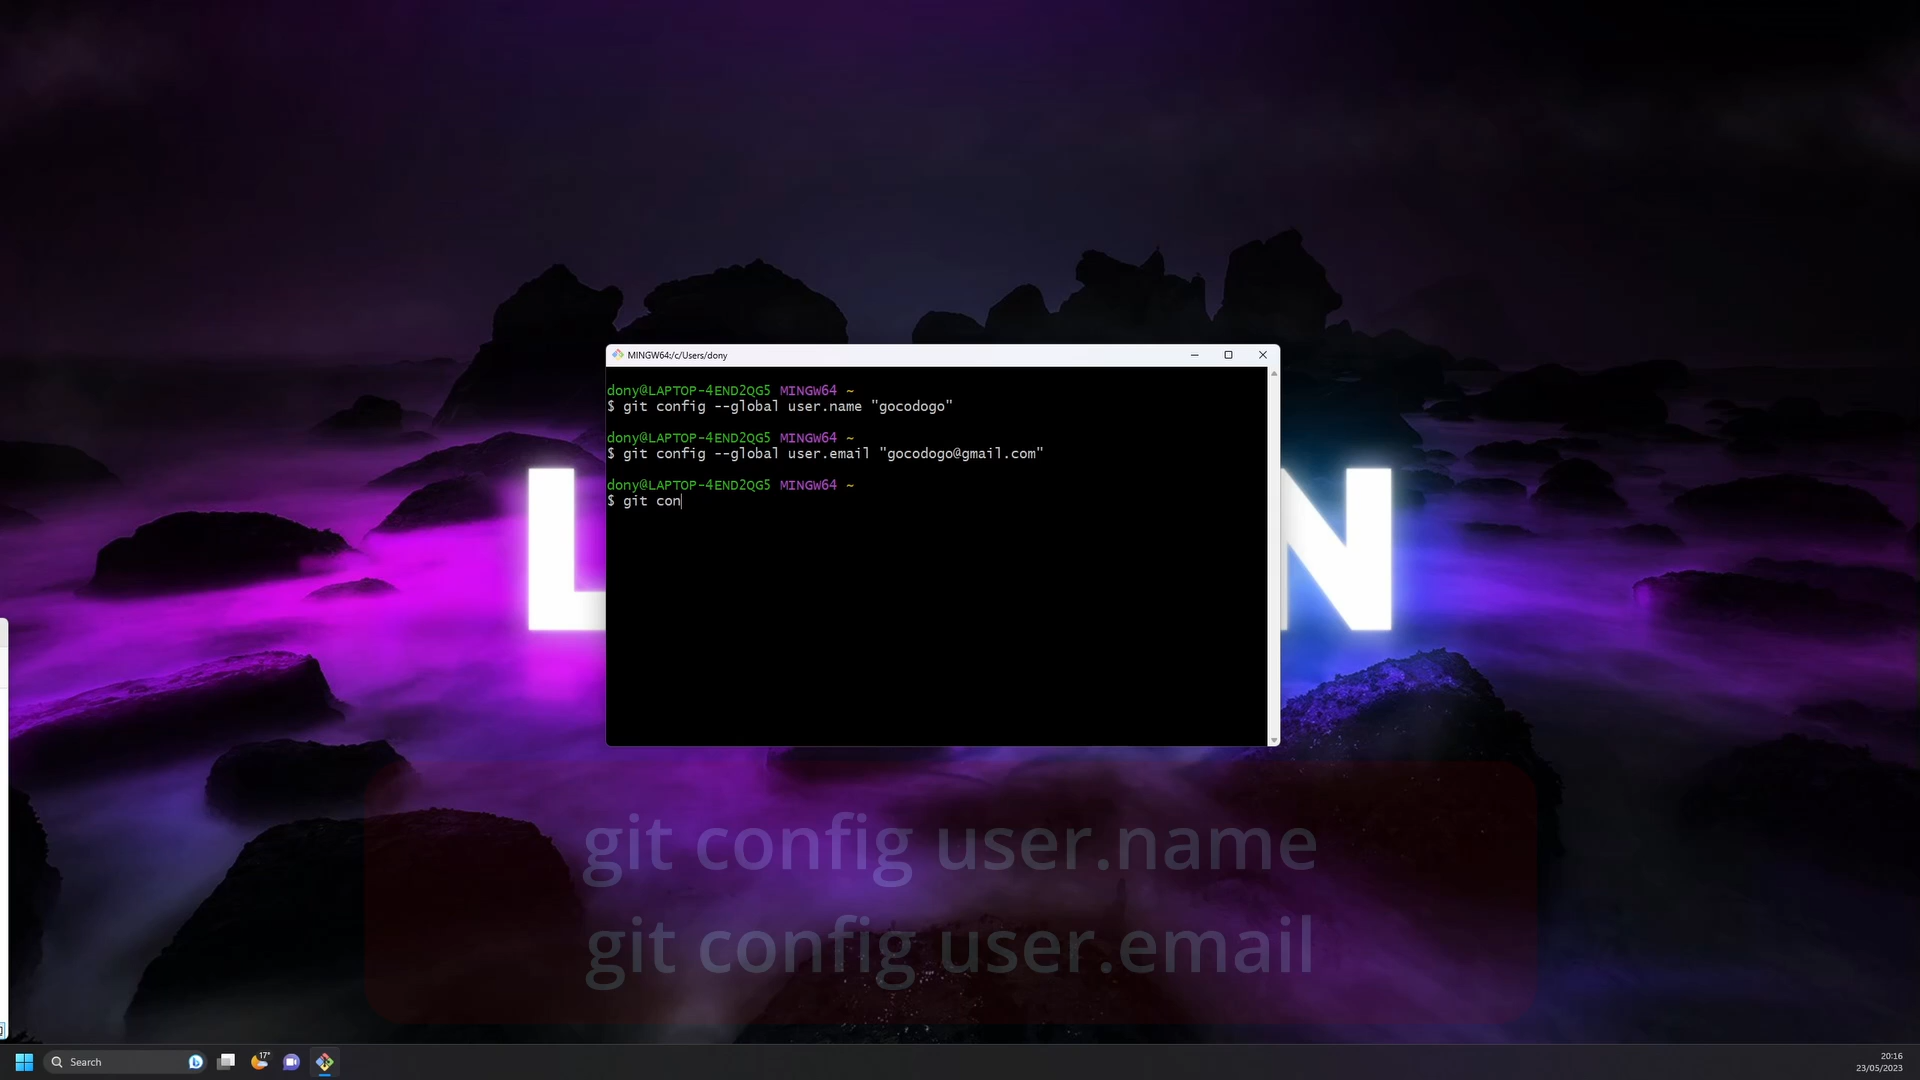 MINGW64:/c/Users/dony
dony@LAPTOP-4END2QG5 MINGW64 ~
$ git config --global user.name "gocodogo"
dony@LAPTOP-4END2QG5 MINGW64 ~
$ git config --global user.email "gocodogo@gmail.com"
dony@LAPTOP-4END2QG5 MINGW64 ~
$ git con
L N
git config user.name
git config user.email
Search
17°
20:16
23/05/2023